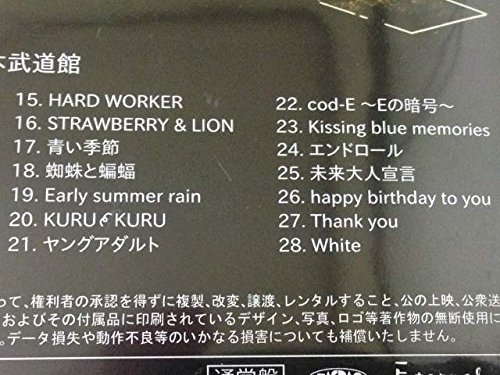 本武道館
15. HARD WORKER
16. STRAWBERRY & LION
17. 青い季節
18. 蜘蛛と蝙蝠
19. Early summer rain
20. KURU KURU
21. ヤングアダルト
22. cod-E ～Eの暗号～
23. Kissing blue memories
24. エンドロール
25. 未来大人宣言
26. happy birthday to you
27. Thank you
28. White
って、権利者の承認を得ずに複製、改変、譲渡、レンタルすること、公の上映、公衆送
およびその付属品に印刷されているデザイン、写真、ロゴ等著作物の無断使用に
。データ損失や動作不良等のいかなる損害についても補償いたしません。
通常盤